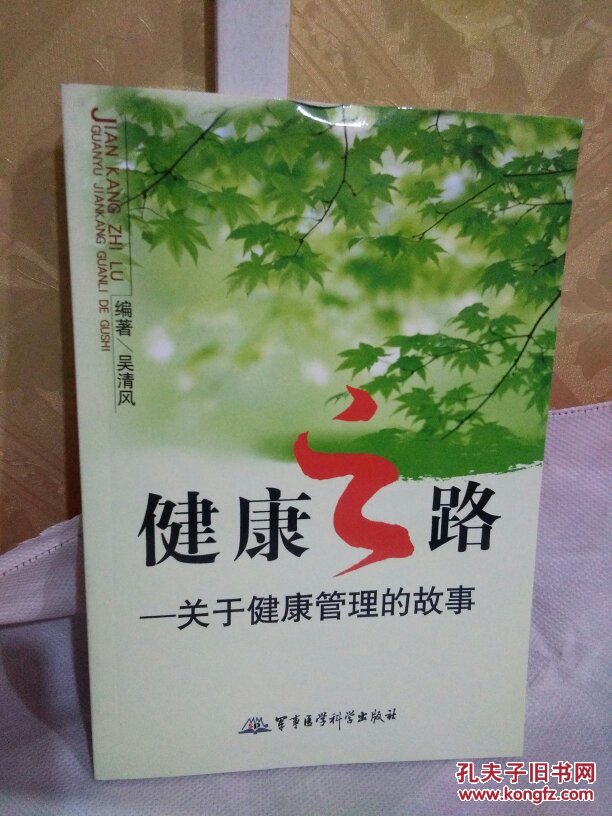 JIAN KANG ZHI LU
GUANYU JIANKANG GUANLI DE GUSHI
编著/吴清风
健康之路
—关于健康管理的故事
军事医学科学出版社
孔夫子旧书网
www.kongfz.com